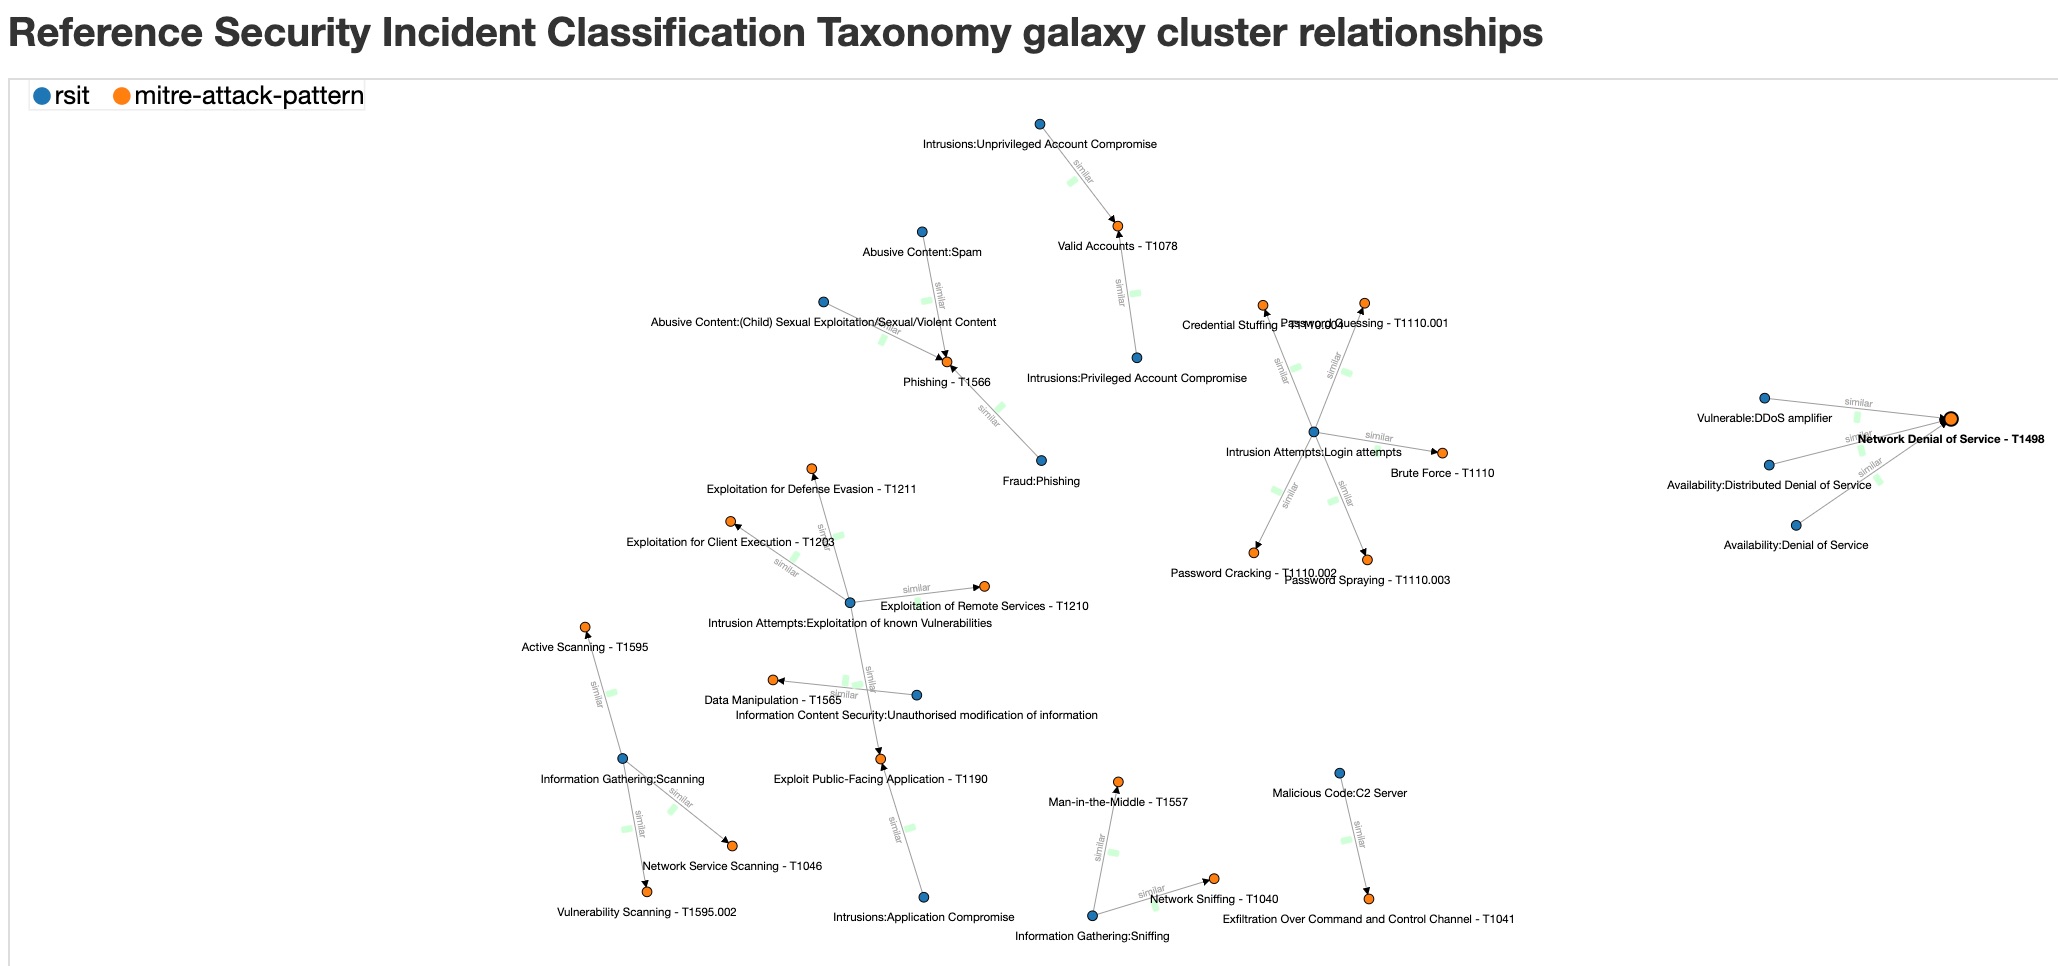 Reference Security Incident Classification Taxonomy galaxy cluster relationships
rsit
mitre-attack-pattern
Intrusions:Unprivileged Account Compromise
similar
Valid Accounts - T1078
similar
Intrusions:Privileged Account Compromise
Abusive Content:Spam
similar
Abusive Content:(Child) Sexual Exploitation/Sexual/Violent Content
similar
Phishing - T1566
similar
Fraud:Phishing
Credential Stuffing - T1110.004
Password Guessing - T1110.001
similar
similar
similar
Intrusion Attempts:Login attempts
Brute Force - T1110
similar
similar
Password Cracking - T1110.002
Password Spraying - T1110.003
similar
Vulnerable:DDoS amplifier
Network Denial of Service - T1498
similar
similar
Availability:Distributed Denial of Service
Availability:Denial of Service
Exploitation for Defense Evasion - T1211
Exploitation for Client Execution - T1203
similar
similar
similar
Exploitation of Remote Services - T1210
Intrusion Attempts:Exploitation of known Vulnerabilities
similar
Active Scanning - T1595
similar
Data Manipulation - T1565
similar
Information Content Security:Unauthorised modification of information
Information Gathering:Scanning
similar
similar
Network Service Scanning - T1046
Vulnerability Scanning - T1595.002
Exploit Public-Facing Application - T1190
similar
Intrusions:Application Compromise
Man-in-the-Middle - T1557
similar
similar
Network Sniffing - T1040
Information Gathering:Sniffing
Malicious Code:C2 Server
similar
Exfiltration Over Command and Control Channel - T1041